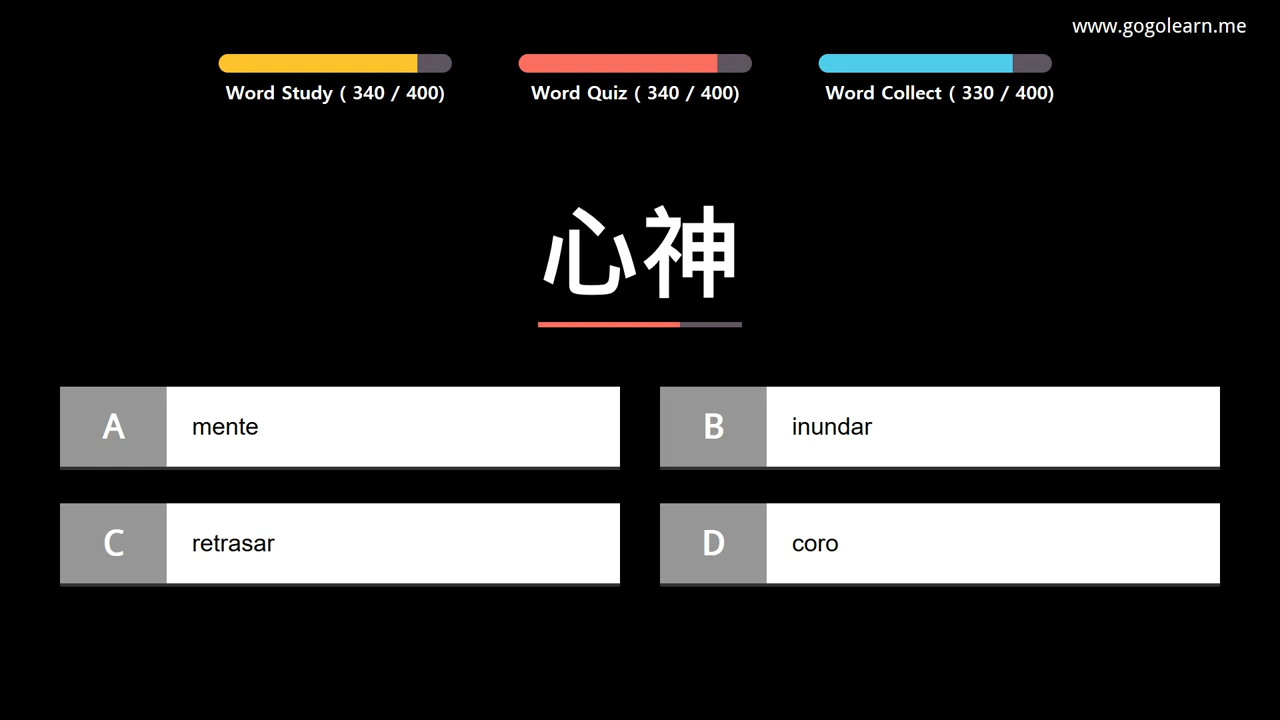 www.gogolearn.me
Word Study ( 340 / 400)
Word Quiz ( 340 / 400)
Word Collect ( 330 / 400)
心神
A mente
B inundar
C retrasar
D coro